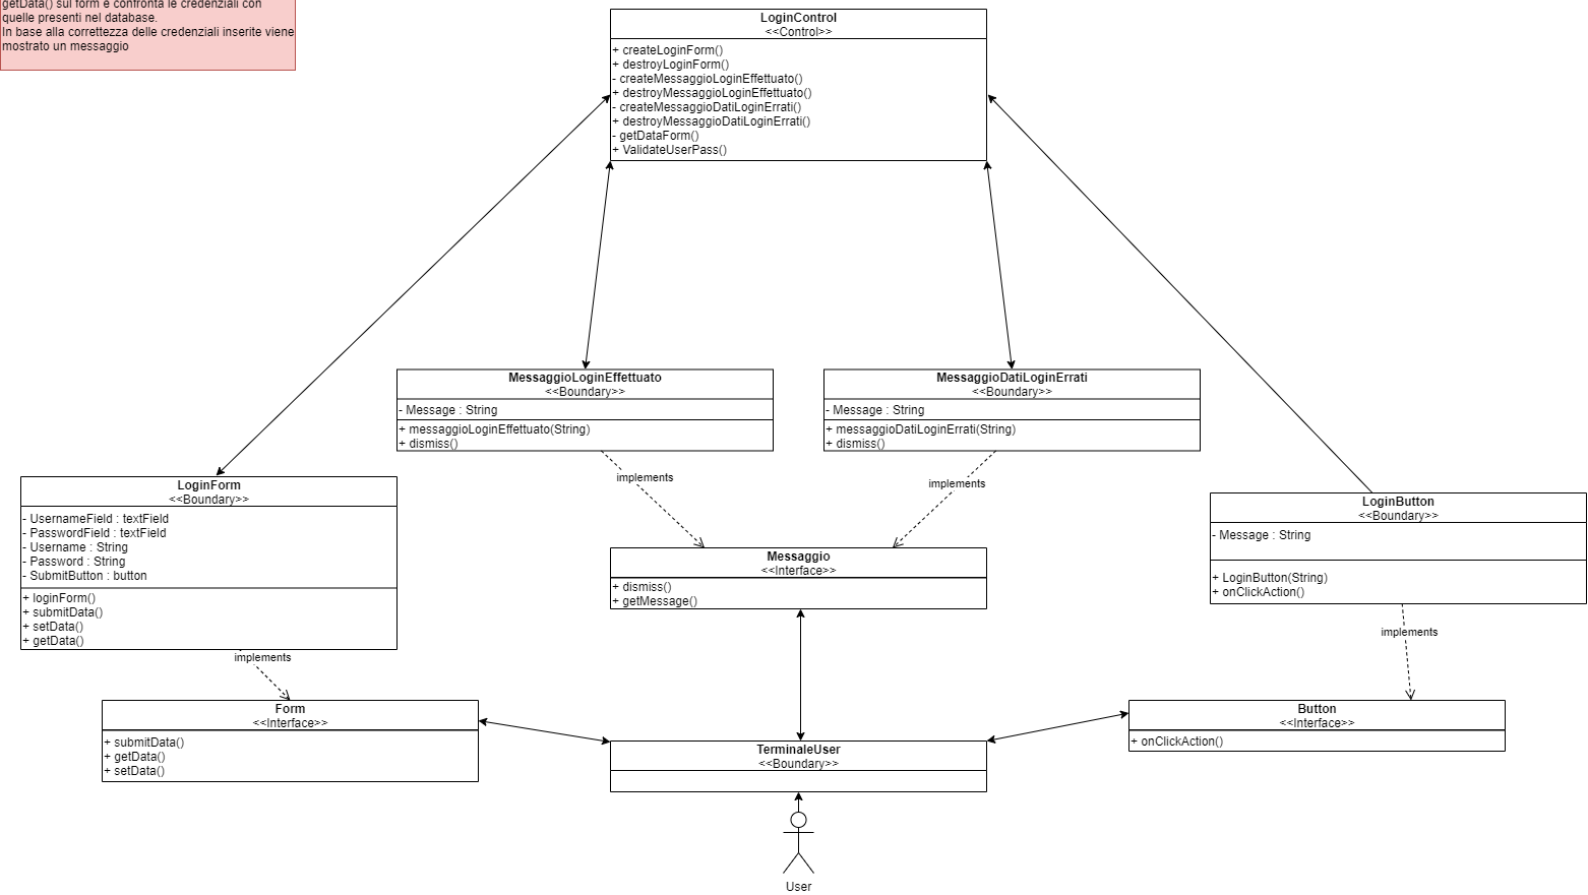 getData() sul form e confronta le credenziali con
quelle presenti nel database.
In base alla correttezza delle credenziali inserite viene
mostrato un messaggio
LoginControl
<<Control>>
+ createLoginForm()
+ destroyLoginForm()
- createMessaggioLoginEffettuato()
+ destroyMessaggioLoginEffettuato()
- createMessaggioDatiLoginErrati()
+ destroyMessaggioDatiLoginErrati()
- getDataForm()
+ ValidateUserPass()
MessaggioLoginEffettuato
<<Boundary>>
- Message : String
+ messaggioLoginEffettuato(String)
+ dismiss()
MessaggioDatiLoginErrati
<<Boundary>>
- Message : String
+ messaggioDatiLoginErrati(String)
+ dismiss()
implements
implements
LoginForm
<<Boundary>>
- UsernameField : textField
- PasswordField : textField
- Username : String
- Password : String
- SubmitButton : button
+ loginForm()
+ submitData()
+ setData()
+ getData()
implements
LoginButton
<<Boundary>>
- Message : String
+ LoginButton(String)
+ onClickAction()
implements
Messaggio
<<Interface>>
+ dismiss()
+ getMessage()
Form
<<Interface>>
+ submitData()
+ getData()
+ setData()
TerminaleUser
<<Boundary>>
Button
<<Interface>>
+ onClickAction()
User